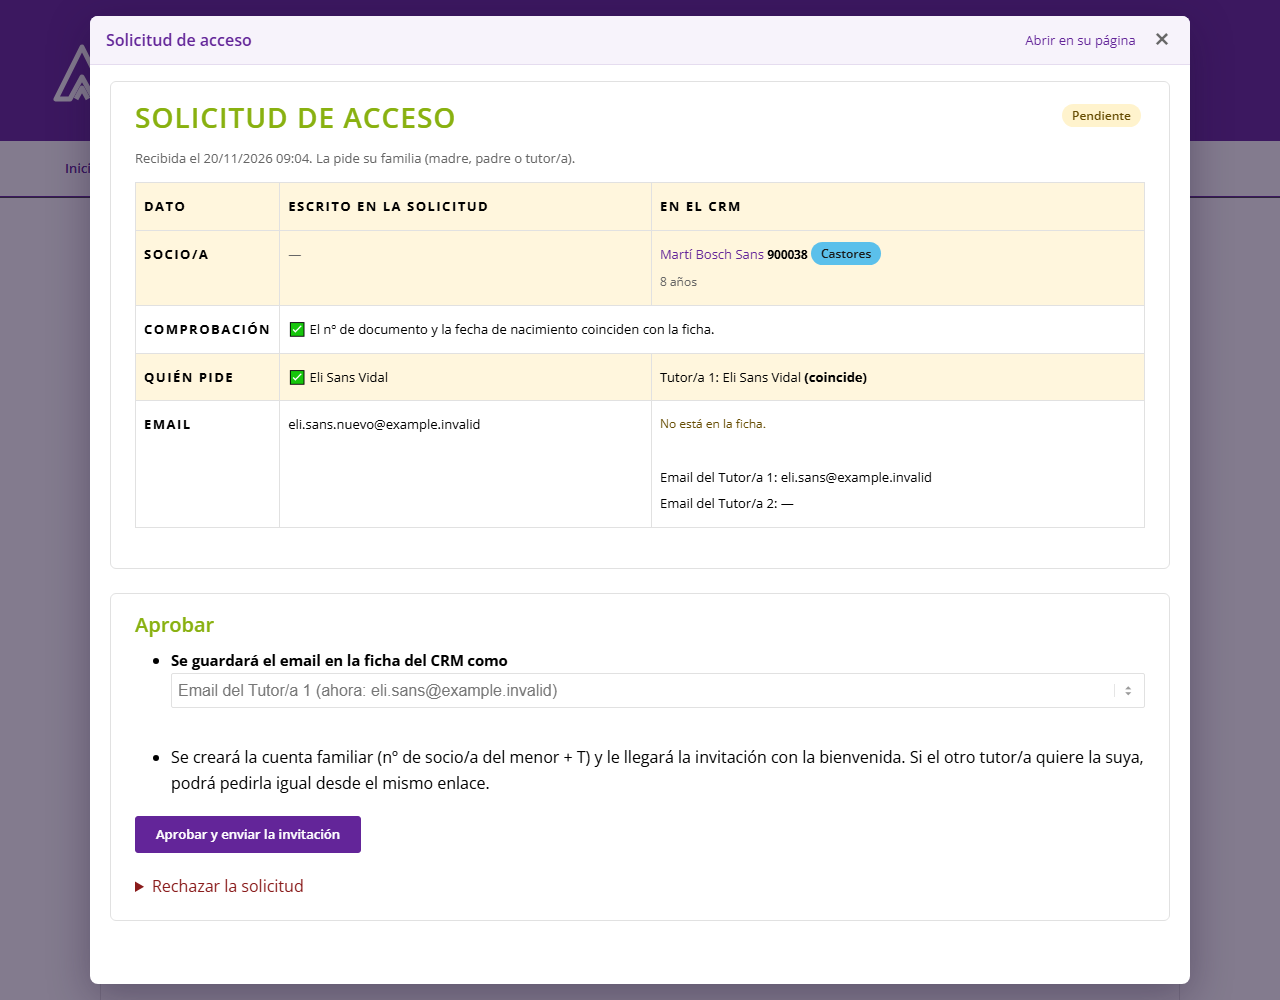 Solicitud de acceso
Abrir en su página ✕
Inici
SOLICITUD DE ACCESO
Pendiente
Recibida el 20/11/2026 09:04. La pide su familia (madre, padre o tutor/a).
DATO ESCRITO EN LA SOLICITUD EN EL CRM
SOCIO/A — Martí Bosch Sans 900038 Castores
8 años
COMPROBACIÓN ✅ El nº de documento y la fecha de nacimiento coinciden con la ficha.
QUIÉN PIDE ✅ Eli Sans Vidal Tutor/a 1: Eli Sans Vidal (coincide)
EMAIL eli.sans.nuevo@example.invalid No está en la ficha.
Email del Tutor/a 1: eli.sans@example.invalid
Email del Tutor/a 2: —
Aprobar
• Se guardará el email en la ficha del CRM como
Email del Tutor/a 1 (ahora: eli.sans@example.invalid)
• Se creará la cuenta familiar (nº de socio/a del menor + T) y le llegará la invitación con la bienvenida. Si el otro tutor/a quiere la suya,
podrá pedirla igual desde el mismo enlace.
Aprobar y enviar la invitación
▶ Rechazar la solicitud